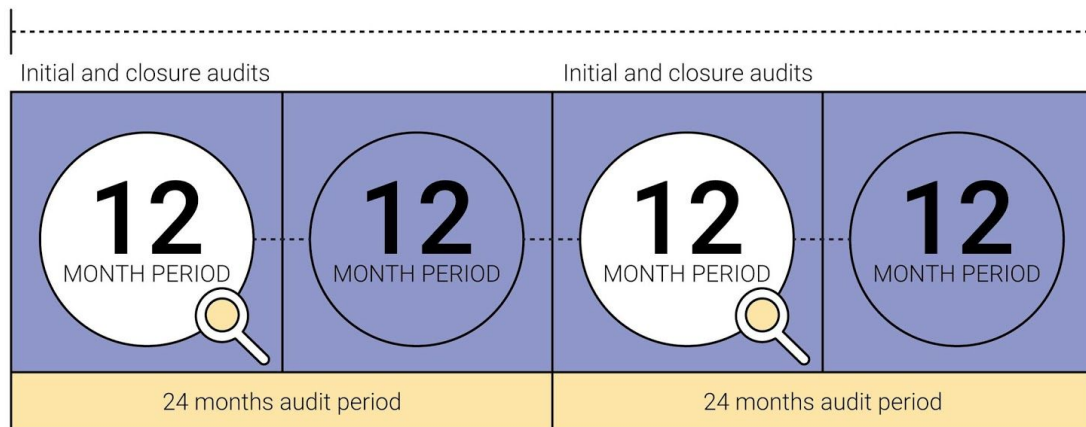 Initial and closure audits
Initial and closure audits
12
MONTH PERIOD
12
MONTH PERIOD
12
MONTH PERIOD
12
MONTH PERIOD
24 months audit period
24 months audit period